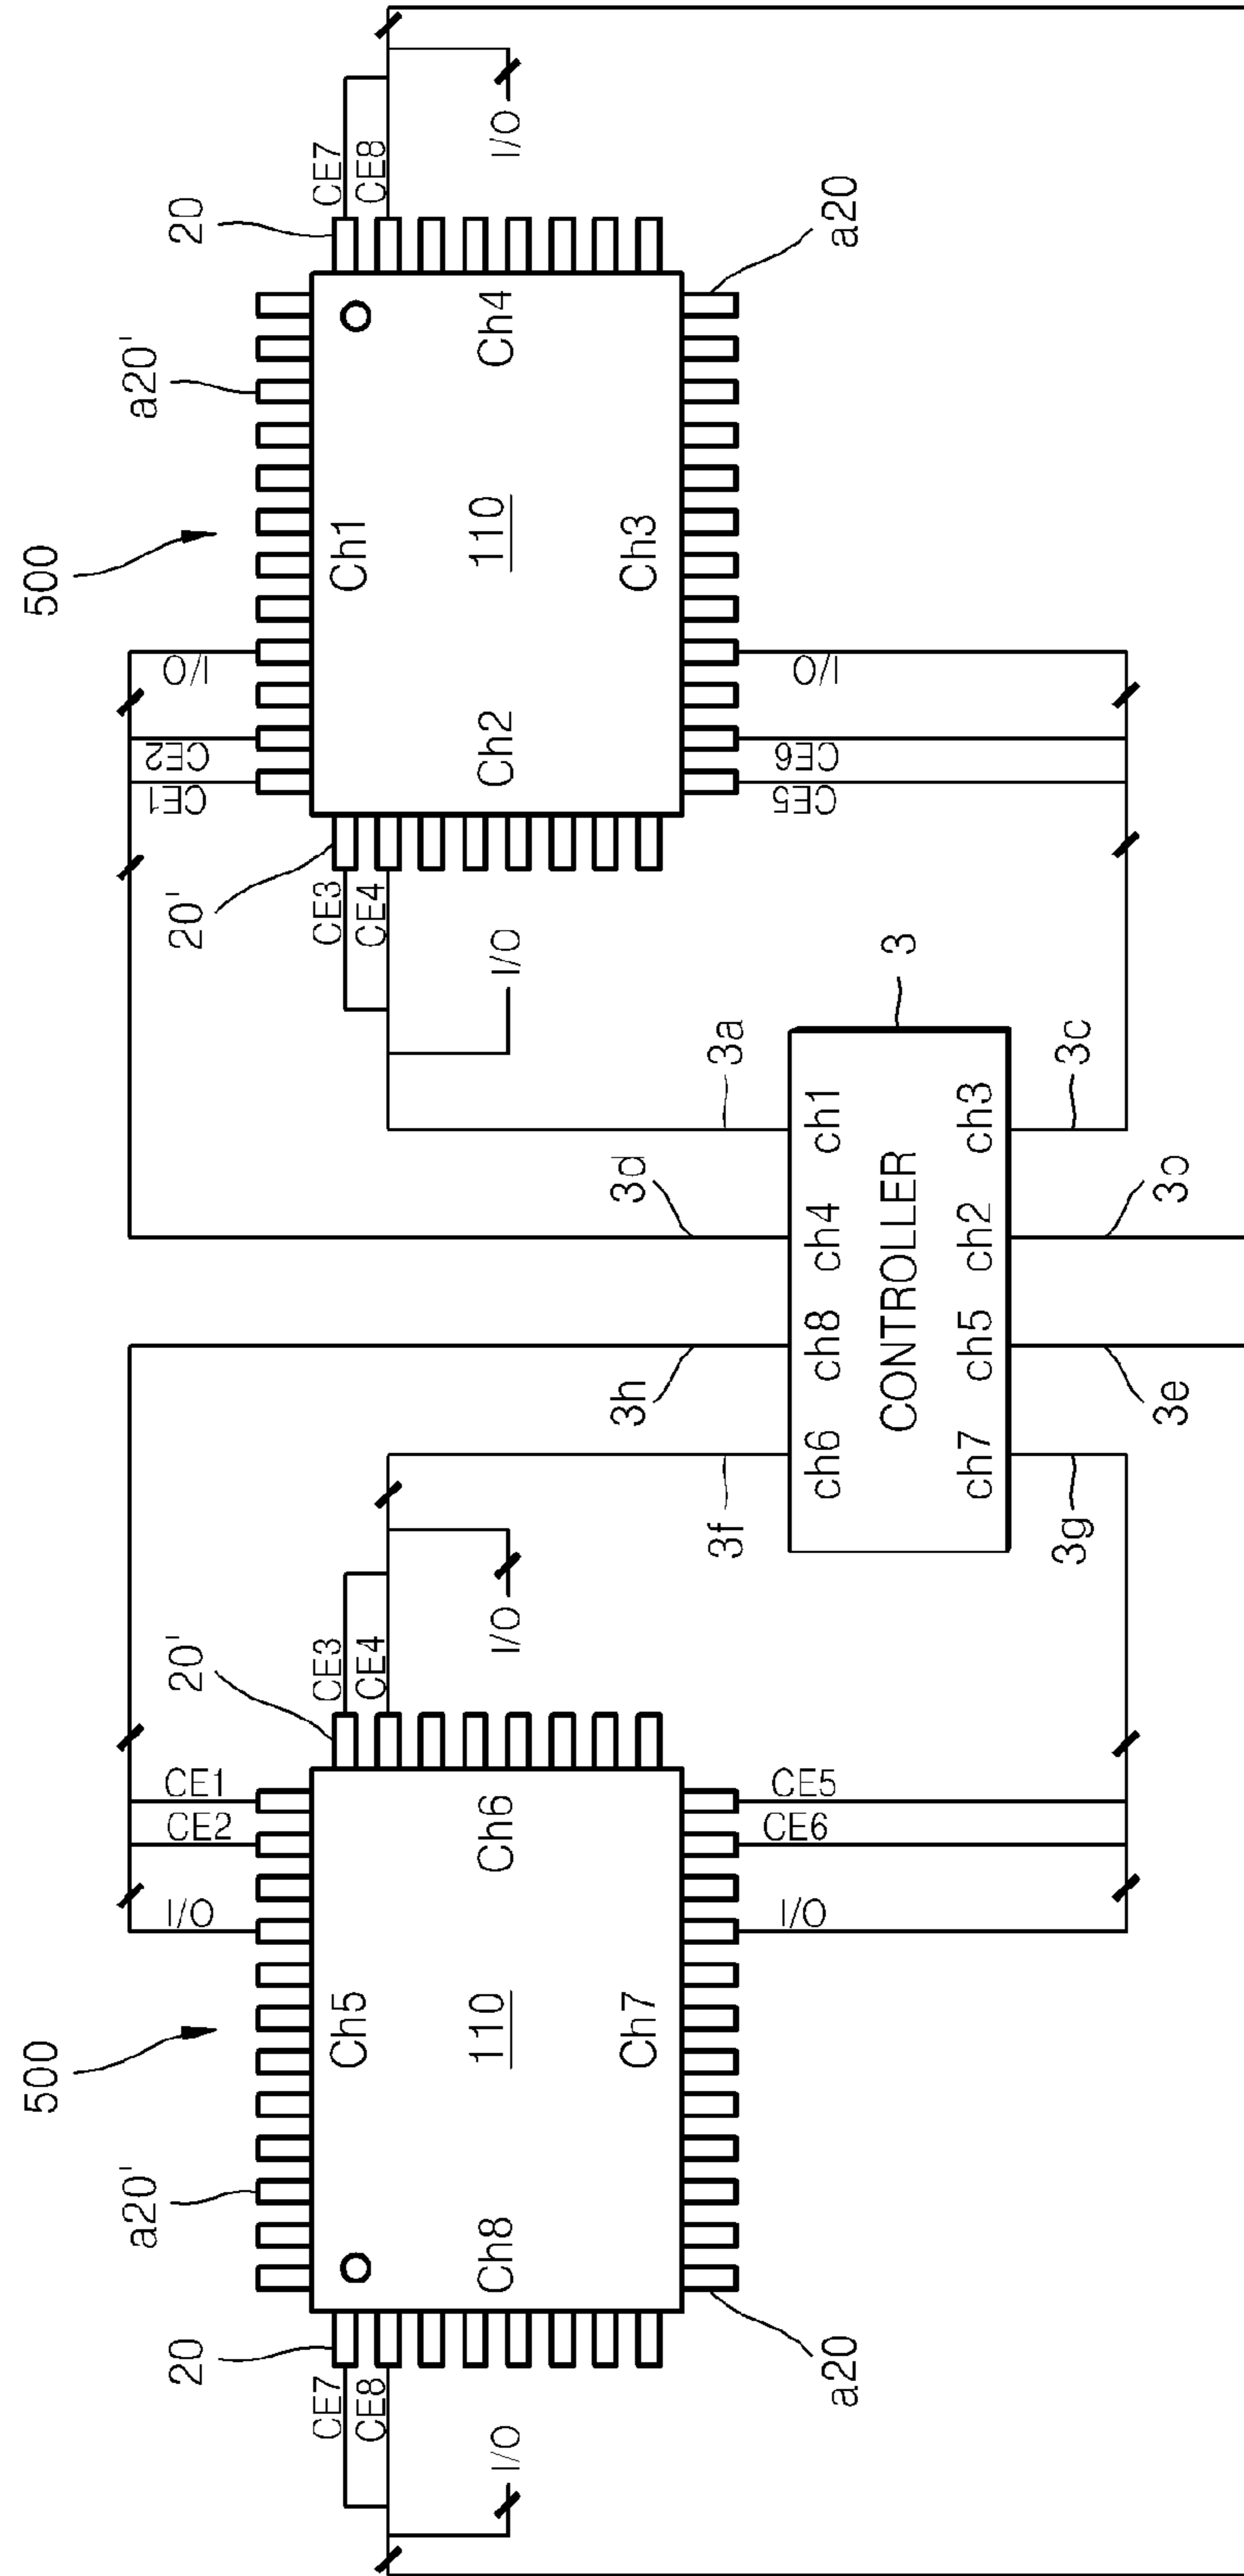 500
500
a20'
a20'
20
I/O
CE2
CE1
20'
20'
CE1
CE2
I/O
20
CE7
Ch5
CE3
CE3
Ch1
CE7
CE8
CE4
CE4
CE8
I/O
Ch8
110
Ch6
I/O
I/O
Ch2
110
Ch4
I/O
Ch7
3h
3d
Ch3
3f
3a
a20
I/O
CE6
CE5
ch6
ch8
ch4
ch1
CE5
CE6
I/O
a20
CONTROLLER
3
ch7
ch5
ch2
ch3
3g
3c
3e
3o